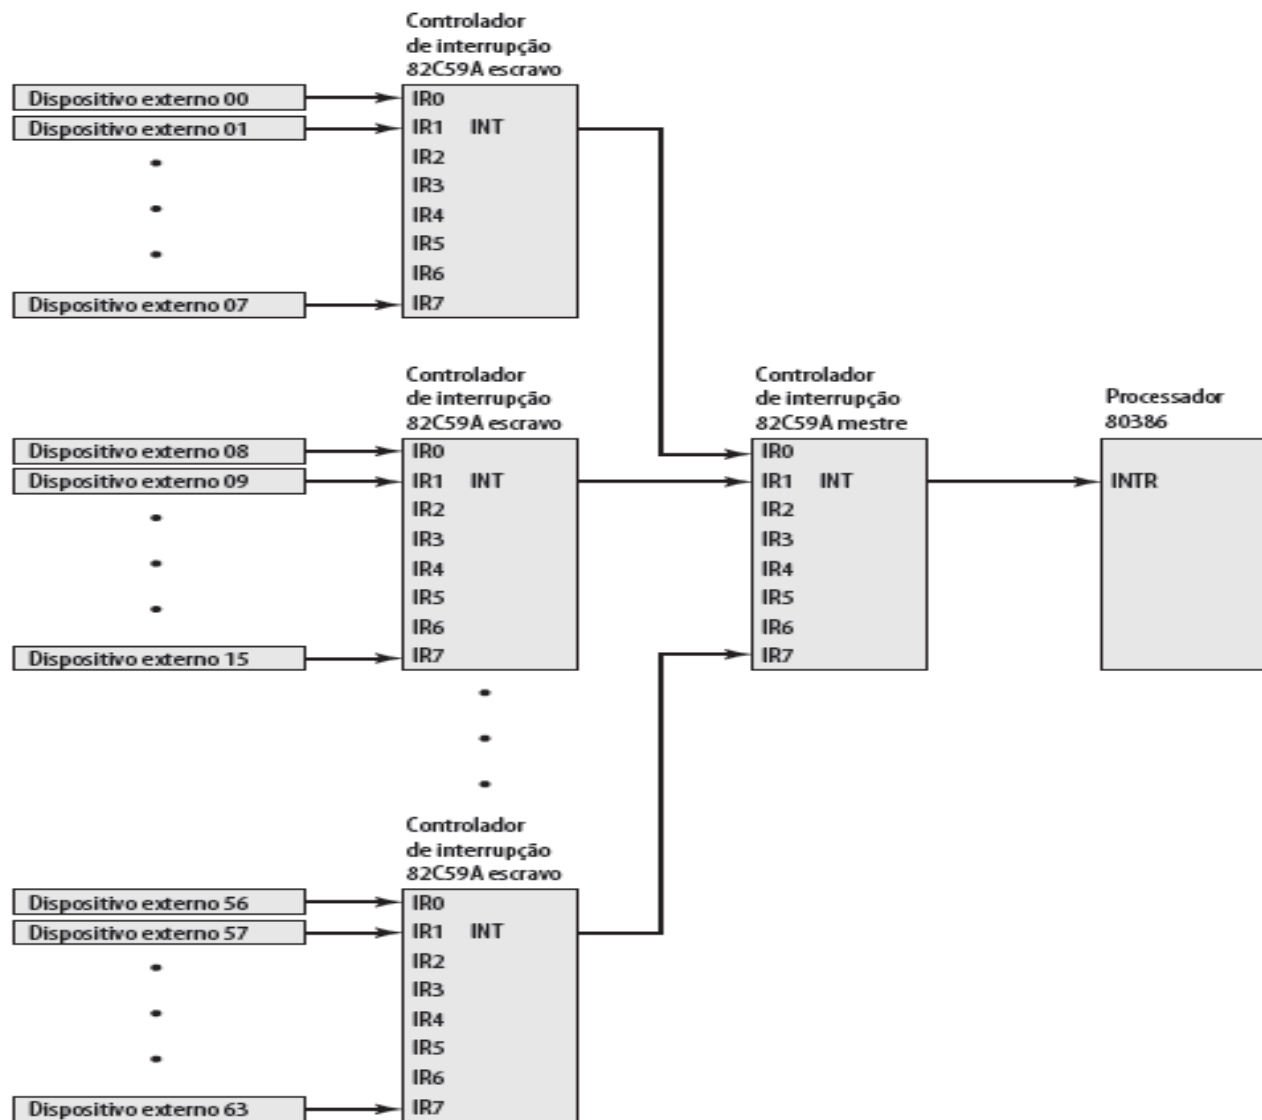 Controlador
de interrupção
82C59A escravo
Dispositivo externo 00
IR0
Dispositivo externo 01
IR1 INT
IR2
IR3
IR4
IR5
IR6
Dispositivo externo 07
IR7
Controlador
de interrupção
82C59A escravo
Controlador
de interrupção
82C59A mestre
Processador
80386
Dispositivo externo 08
IR0
IR0
Dispositivo externo 09
IR1 INT
IR1 INT
INTR
IR2
IR2
IR3
IR3
IR4
IR4
IR5
IR5
IR6
IR6
Dispositivo externo 15
IR7
IR7
Controlador
de interrupção
82C59A escravo
Dispositivo externo 56
IR0
Dispositivo externo 57
IR1 INT
IR2
IR3
IR4
IR5
IR6
Dispositivo externo 63
IR7